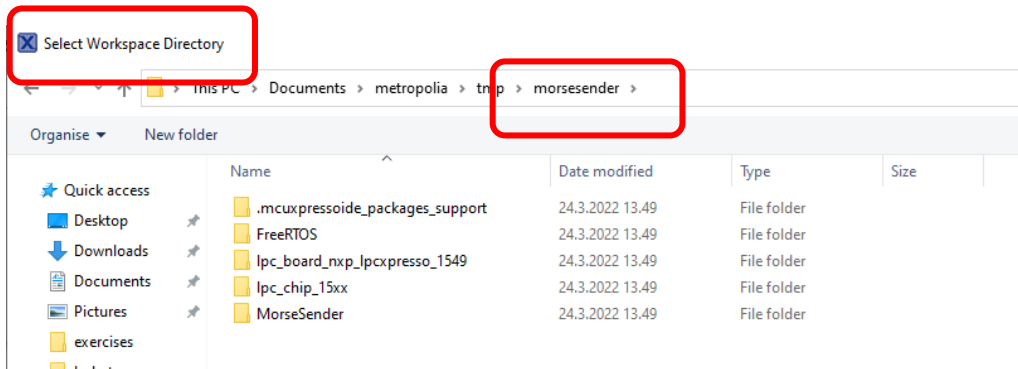 Select Workspace Directory
This PC > Documents > metropolia > tmp > morsesender >
Organise New folder
Name Date modified Type Size
Quick access
Desktop
Downloads
Documents
Pictures
exercises
.mcuxpressoide_packages_support 24.3.2022 13.49 File folder
FreeRTOS 24.3.2022 13.49 File folder
lpc_board_nxp_lpcxpresso_1549 24.3.2022 13.49 File folder
lpc_chip_15xx 24.3.2022 13.49 File folder
MorseSender 24.3.2022 13.49 File folder